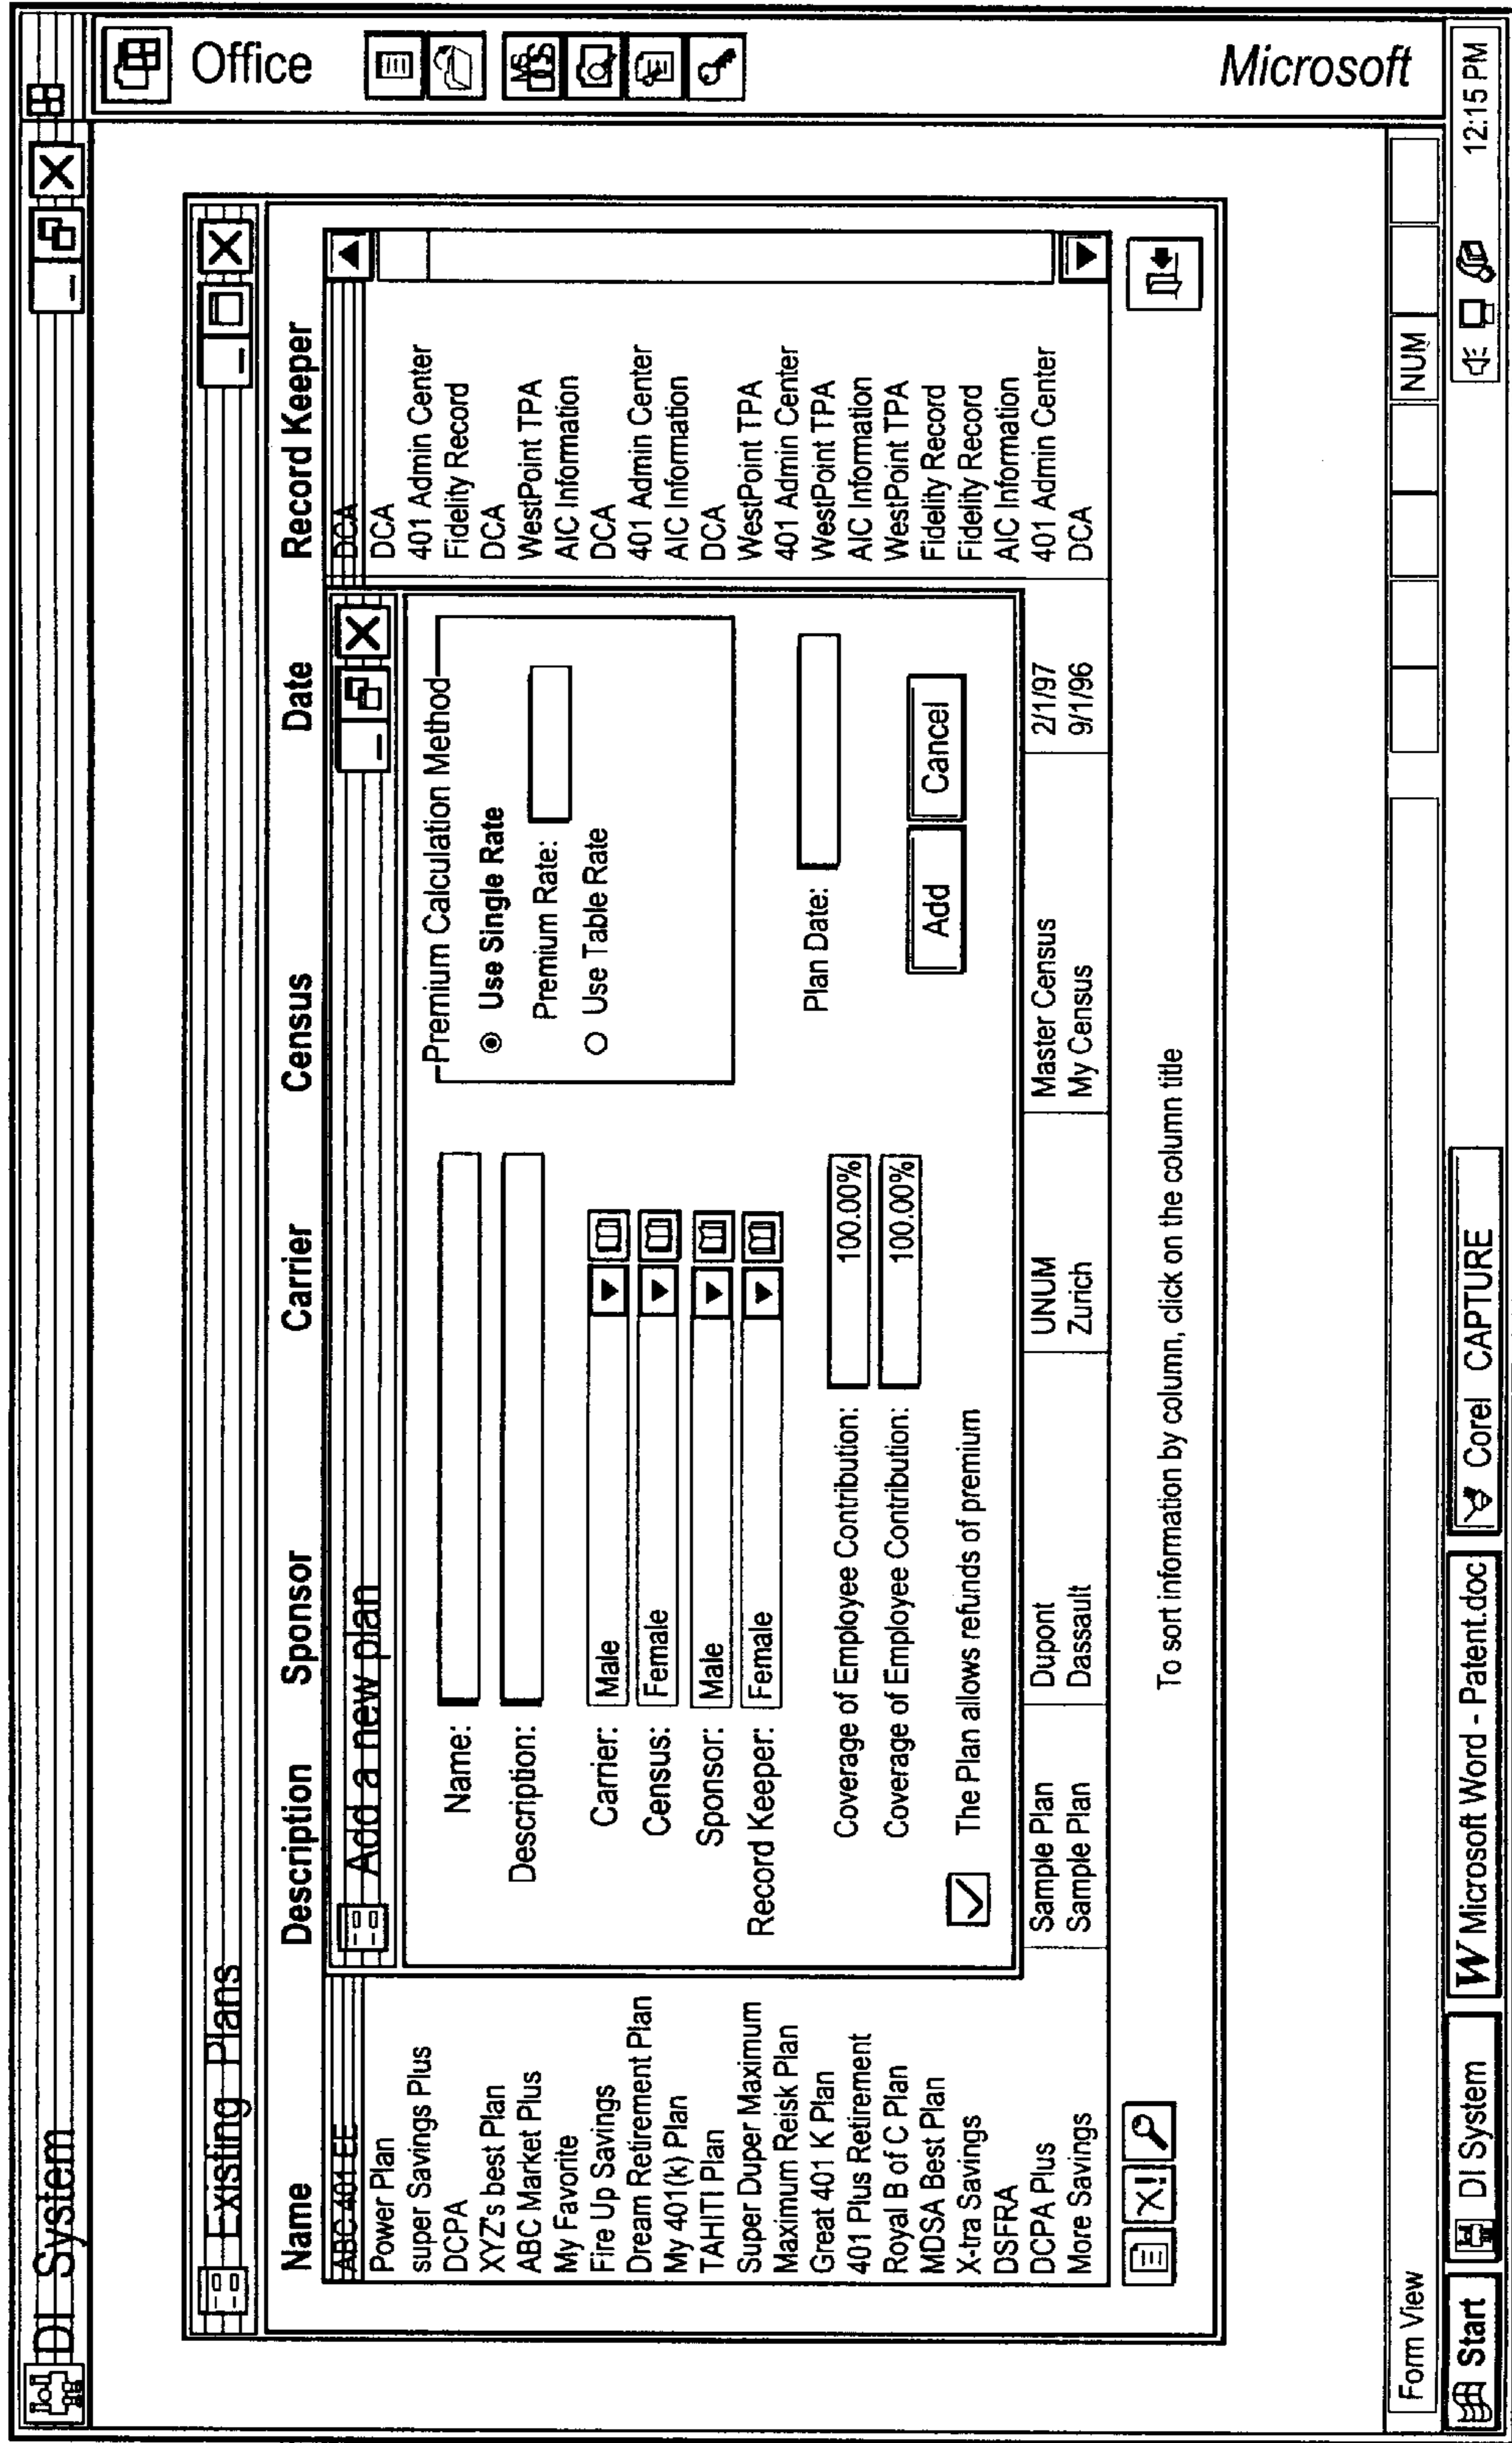 DI System
Office
Existing Plans
Name Description Sponsor Carrier Census Date Record Keeper
ABC 401 EE
Power Plan
super Savings Plus
DCPA
XYZ's best Plan
ABC Market Plus
My Favorite
Fire Up Savings
Dream Retirement Plan
My 401(k) Plan
TAHITI Plan
Super Duper Maximum
Maximum Reisk Plan
Great 401 K Plan
401 Plus Retirement
Royal B of C Plan
MDSA Best Plan
X-tra Savings
DSFRA
DCPA Plus
More Savings
Add a new plan
Name:
Description:
Carrier: Male
Census: Female
Sponsor: Male
Record Keeper: Female
Coverage of Employee Contribution: 100.00%
Coverage of Employee Contribution: 100.00%
The Plan allows refunds of premium
Premium Calculation Method
Use Single Rate
Premium Rate:
Use Table Rate
Plan Date:
Add Cancel
DCA
DCA
401 Admin Center
Fidelity Record
DCA
WestPoint TPA
AIC Information
DCA
401 Admin Center
AIC Information
DCA
WestPoint TPA
401 Admin Center
WestPoint TPA
AIC Information
WestPoint TPA
Fidelity Record
Fidelity Record
AIC Information
401 Admin Center
DCA
Sample Plan Dupont UNUM Master Census 2/1/97
Sample Plan Dassault Zurich My Census 9/1/96
To sort information by column, click on the column title
MS DOS
Microsoft
Form View NUM
Start DI System W Microsoft Word - Patent.doc Corel CAPTURE 12:15 PM